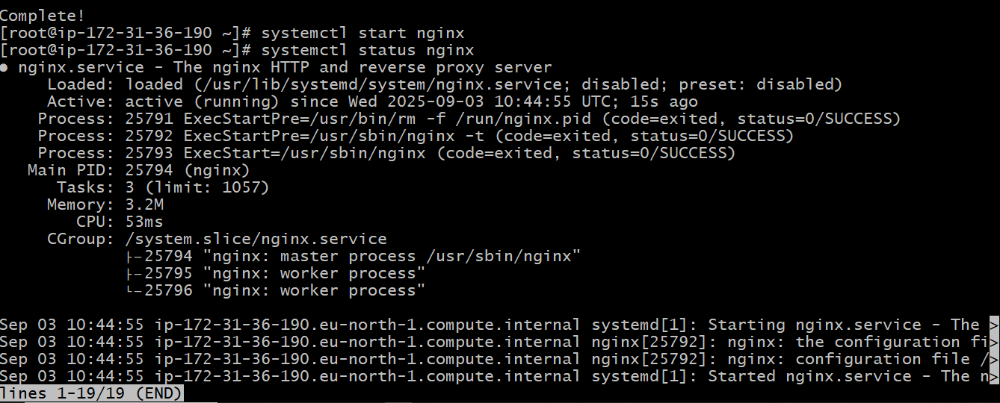 Complete!
[root@ip-172-31-36-190 ~]# systemctl start nginx
[root@ip-172-31-36-190 ~]# systemctl status nginx
● nginx.service - The nginx HTTP and reverse proxy server
     Loaded: loaded (/usr/lib/systemd/system/nginx.service; disabled; preset: disabled)
     Active: active (running) since Wed 2025-09-03 10:44:55 UTC; 15s ago
    Process: 25791 ExecStartPre=/usr/bin/rm -f /run/nginx.pid (code=exited, status=0/SUCCESS)
    Process: 25792 ExecStartPre=/usr/sbin/nginx -t (code=exited, status=0/SUCCESS)
    Process: 25793 ExecStart=/usr/sbin/nginx (code=exited, status=0/SUCCESS)
   Main PID: 25794 (nginx)
      Tasks: 3 (limit: 1057)
     Memory: 3.2M
        CPU: 53ms
     CGroup: /system.slice/nginx.service
             ├─25794 "nginx: master process /usr/sbin/nginx"
             ├─25795 "nginx: worker process"
             └─25796 "nginx: worker process"

Sep 03 10:44:55 ip-172-31-36-190.eu-north-1.compute.internal systemd[1]: Starting nginx.service - The >
Sep 03 10:44:55 ip-172-31-36-190.eu-north-1.compute.internal nginx[25792]: nginx: the configuration fi>
Sep 03 10:44:55 ip-172-31-36-190.eu-north-1.compute.internal nginx[25792]: nginx: configuration file />
Sep 03 10:44:55 ip-172-31-36-190.eu-north-1.compute.internal systemd[1]: Started nginx.service - The n>
lines 1-19/19 (END)